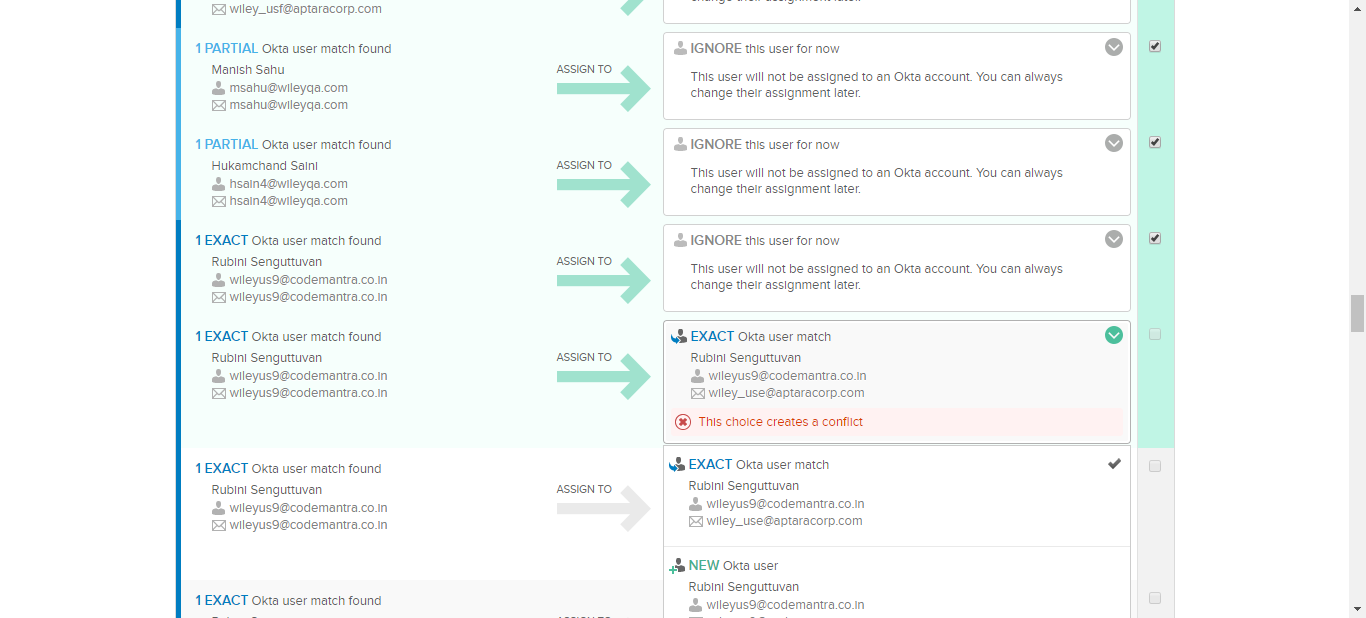 wiley_usf@aptaracorp.com
1 PARTIAL Okta user match found
Manish Sahu
msahu@wileyqa.com
msahu@wileyqa.com
ASSIGN TO
IGNORE this user for now
This user will not be assigned to an Okta account. You can always
change their assignment later.
1 PARTIAL Okta user match found
Hukamchand Saini
hsain4@wileyqa.com
hsain4@wileyqa.com
ASSIGN TO
IGNORE this user for now
This user will not be assigned to an Okta account. You can always
change their assignment later.
1 EXACT Okta user match found
Rubini Senguttuvan
wileyus9@codemantra.co.in
wileyus9@codemantra.co.in
ASSIGN TO
IGNORE this user for now
This user will not be assigned to an Okta account. You can always
change their assignment later.
1 EXACT Okta user match found
Rubini Senguttuvan
wileyus9@codemantra.co.in
wileyus9@codemantra.co.in
ASSIGN TO
EXACT Okta user match
Rubini Senguttuvan
wileyus9@codemantra.co.in
wiley_use@aptaracorp.com
This choice creates a conflict
1 EXACT Okta user match found
Rubini Senguttuvan
wileyus9@codemantra.co.in
wileyus9@codemantra.co.in
ASSIGN TO
EXACT Okta user match
Rubini Senguttuvan
wileyus9@codemantra.co.in
wiley_use@aptaracorp.com
NEW Okta user
Rubini Senguttuvan
wileyus9@codemantra.co.in
1 EXACT Okta user match found